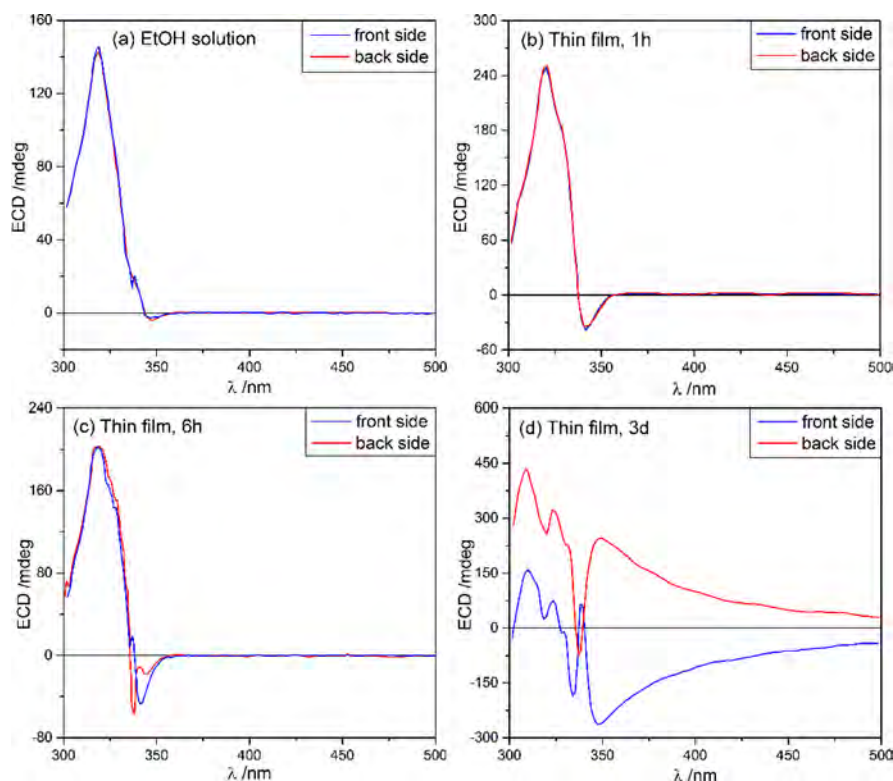 (a) EtOH solution
front side
back side
160
120
80
40
0
ECD /mdeg
300 350 400 450 500
λ /nm
(b) Thin film, 1h
front side
back side
300
240
180
120
60
0
-60
ECD /mdeg
300 350 400 450 500
λ /nm
(c) Thin film, 6h
front side
back side
240
160
80
0
-80
ECD /mdeg
300 350 400 450 500
λ /nm
(d) Thin film, 3d
front side
back side
600
450
300
150
0
-150
-300
ECD /mdeg
300 350 400 450 500
λ /nm